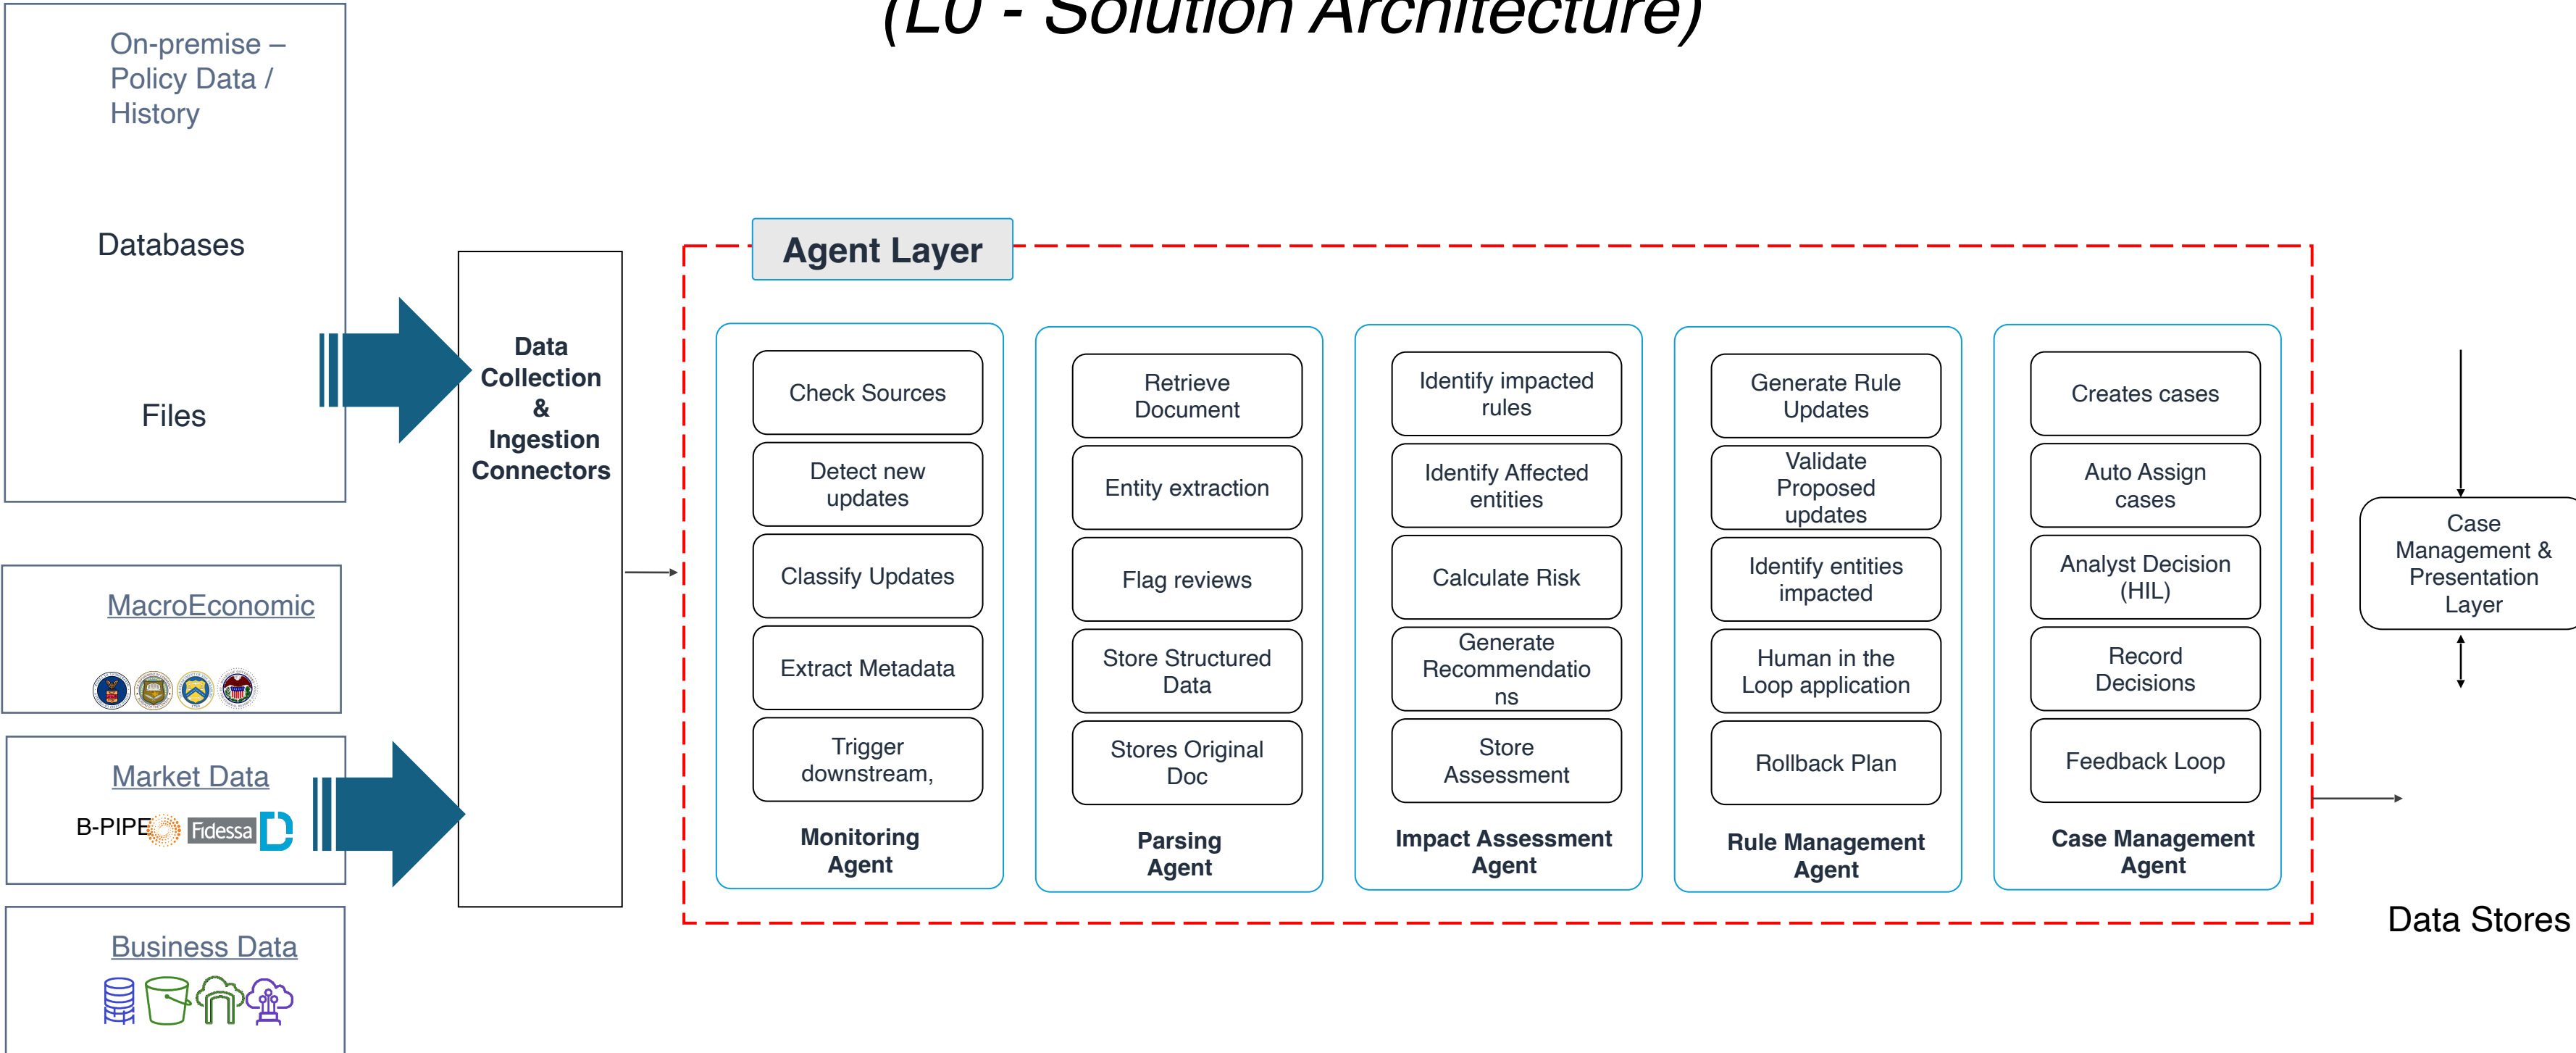 (L0 - Solution Architecture)
On-premise –
Policy Data /
History
Databases
Files
MacroEconomic
Market Data
B-PIPE
Fidessa
Business Data
Data
Collection
&
Ingestion
Connectors
Agent Layer
Check Sources
Detect new
updates
Classify Updates
Extract Metadata
Trigger
downstream,
Monitoring
Agent
Retrieve
Document
Entity extraction
Flag reviews
Store Structured
Data
Stores Original
Doc
Parsing
Agent
Identify impacted
rules
Identify Affected
entities
Calculate Risk
Generate
Recommendatio
ns
Store
Assessment
Impact Assessment
Agent
Generate Rule
Updates
Validate
Proposed
updates
Identify entities
impacted
Human in the
Loop application
Rollback Plan
Rule Management
Agent
Creates cases
Auto Assign
cases
Analyst Decision
(HIL)
Record
Decisions
Feedback Loop
Case Management
Agent
Case
Management &
Presentation
Layer
Data Stores